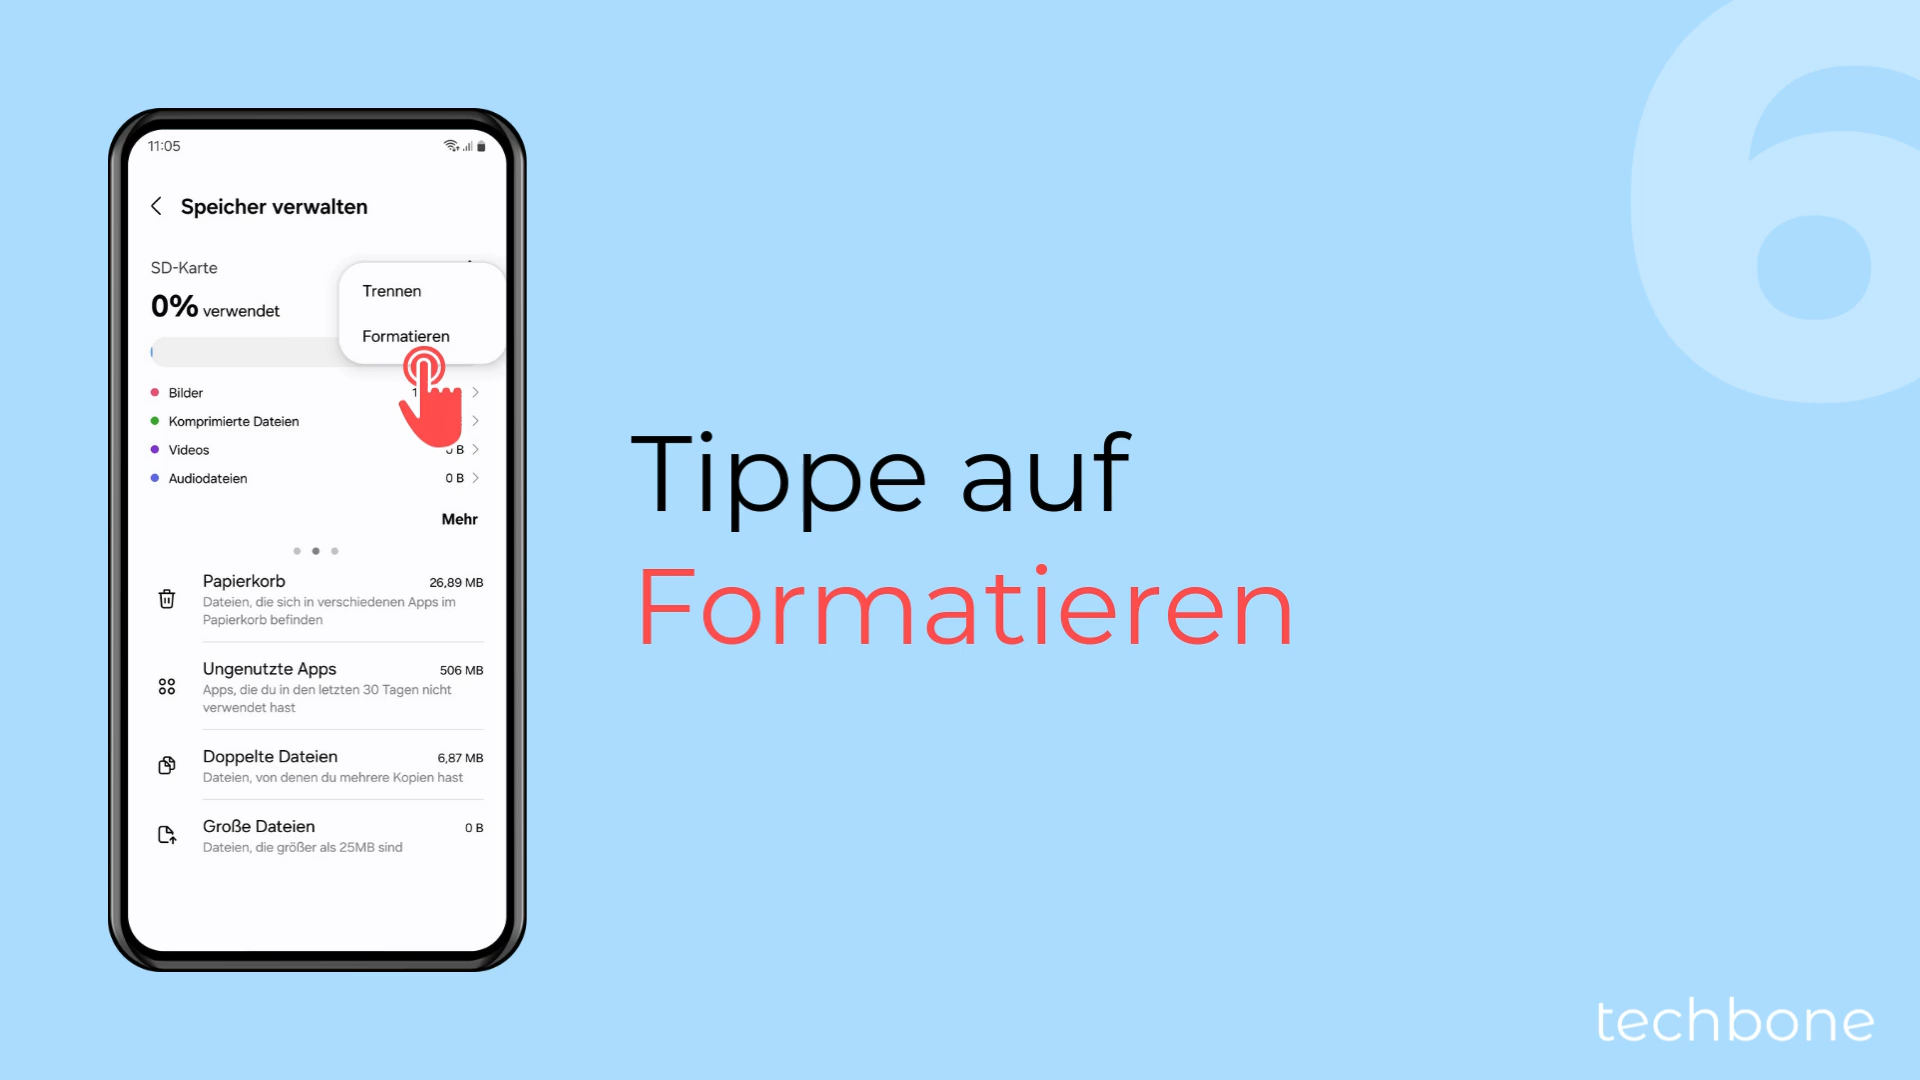 6
11:05
Speicher verwalten
SD-Karte
0% verwendet
Trennen
Formatieren
Bilder
Komprimierte Dateien
Videos
Audiodateien 0 B
Mehr
Papierkorb 26,89 MB
Dateien, die sich in verschiedenen Apps im
Papierkorb befinden
Ungenutzte Apps 506 MB
Apps, die du in den letzten 30 Tagen nicht
verwendet hast
Doppelte Dateien 6,87 MB
Dateien, von denen du mehrere Kopien hast
Große Dateien 0 B
Dateien, die größer als 25MB sind
Tippe auf
Formatieren
techbone